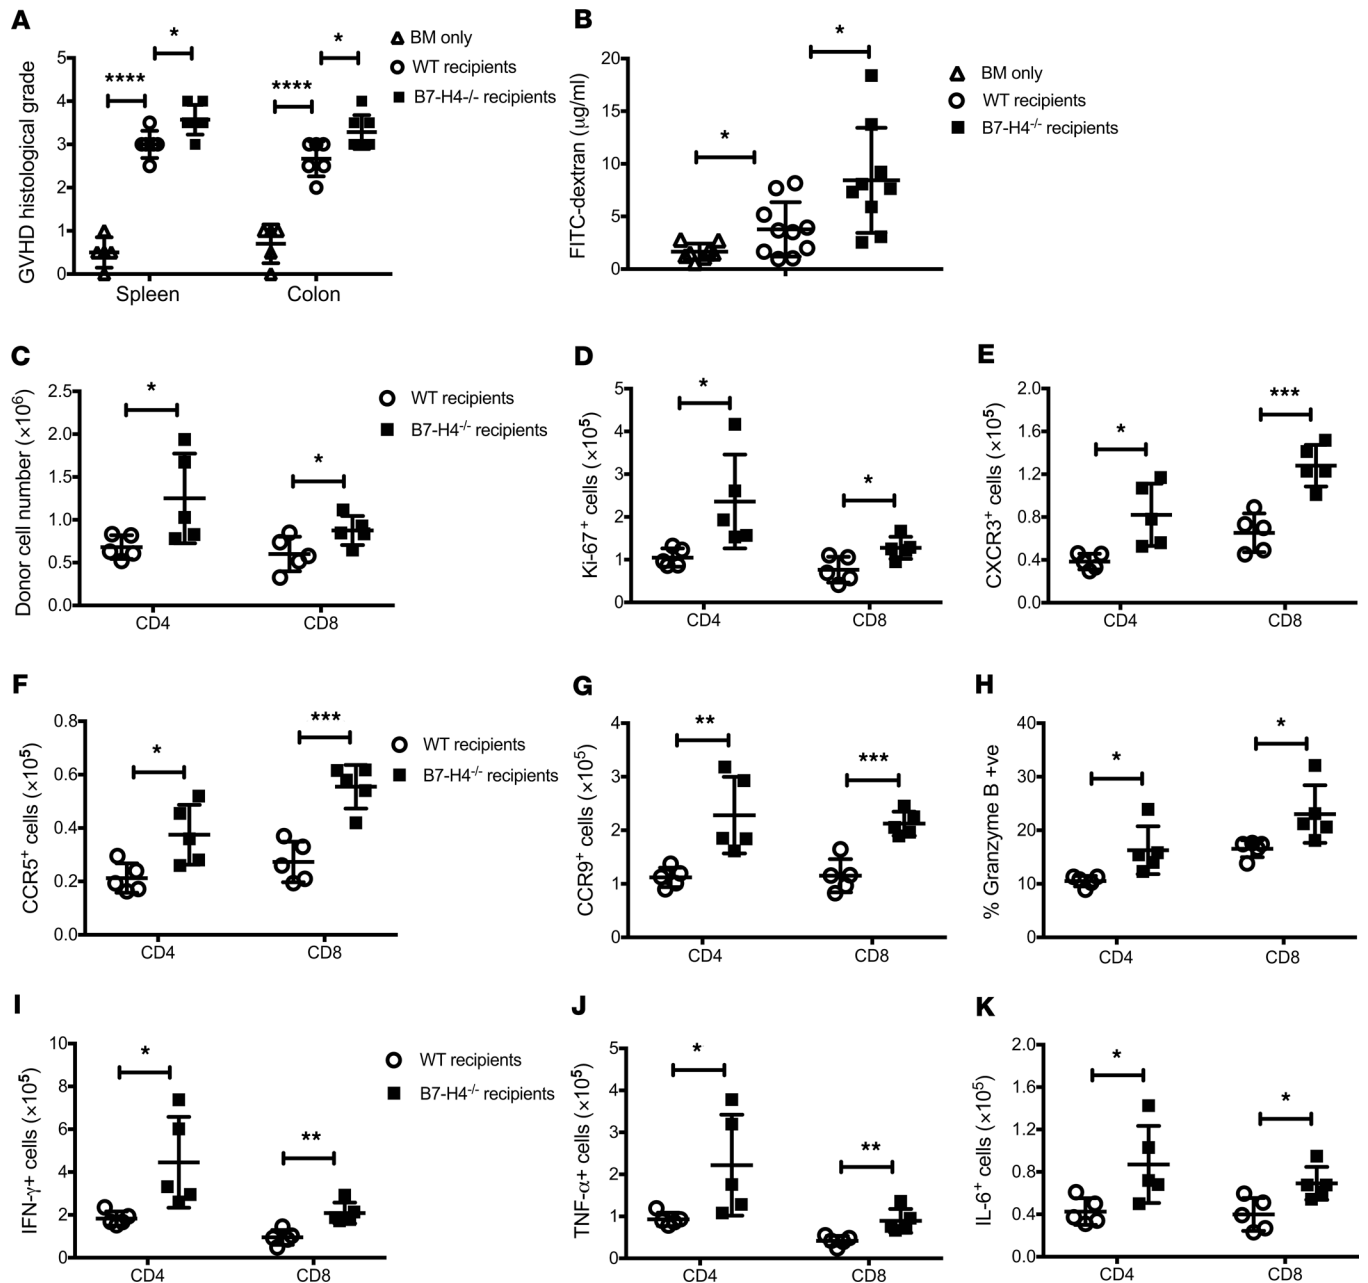 A
GVHD histological grade
5
4
3
2
1
0
****
*
****
*
Spleen
Colon
BM only
WT recipients
B7-H4-/- recipients
B
FITC-dextran (µg/ml)
20
15
10
5
0
*
*
BM only
WT recipients
B7-H4-/- recipients
C
Donor cell number (×10⁶)
2.5
2.0
1.5
1.0
0.5
0.0
*
*
CD4
CD8
WT recipients
B7-H4-/- recipients
D
Ki-67⁺ cells (×10⁵)
5
4
3
2
1
0
*
*
CD4
CD8
E
CXCR3⁺ cells (×10⁵)
2.0
1.6
1.2
0.8
0.4
0.0
*
***
CD4
CD8
F
CCR5⁺ cells (×10⁵)
0.8
0.6
0.4
0.2
0.0
*
***
CD4
CD8
WT recipients
B7-H4-/- recipients
G
CCR9⁺ cells (×10⁵)
4
3
2
1
0
**
***
CD4
CD8
H
% Granzyme B +ve
40
30
20
10
0
*
*
CD4
CD8
I
IFN-γ+ cells (×10⁵)
10
8
6
4
2
0
*
**
CD4
CD8
WT recipients
B7-H4-/- recipients
J
TNF-α+ cells (×10⁵)
5
4
3
2
1
0
*
**
CD4
CD8
K
IL-6⁺ cells (×10⁵)
2.0
1.6
1.2
0.8
0.4
0.0
*
*
CD4
CD8